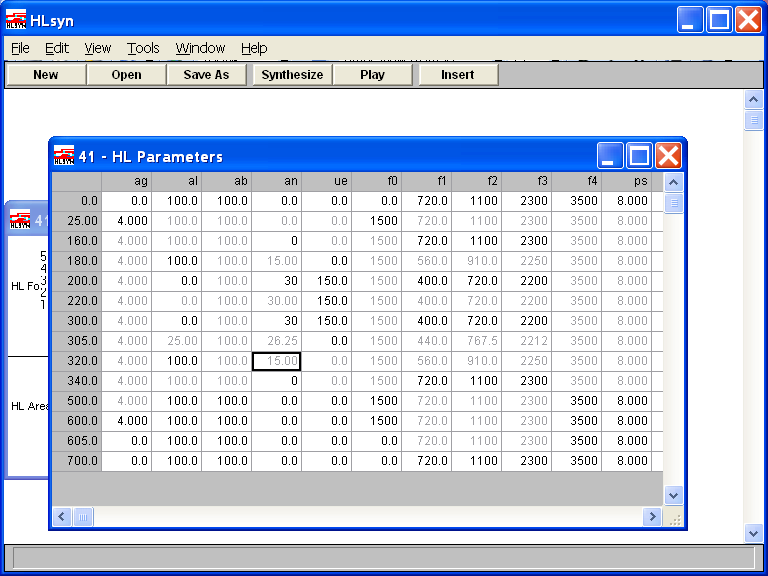 HLsyn
File Edit View Tools Window Help
New Open Save As Synthesize Play Insert
41 - HL Parameters
ag al ab an ue f0 f1 f2 f3 f4 ps
0.0 0.0 100.0 100.0 0.0 0.0 0.0 720.0 1100 2300 3500 8.000
25.00 4.000 100.0 100.0 0.0 0.0 1500 720.0 1100 2300 3500 8.000
160.0 4.000 100.0 100.0 0 0.0 1500 720.0 1100 2300 3500 8.000
180.0 4.000 100.0 100.0 15.00 0.0 1500 560.0 910.0 2250 3500 8.000
200.0 4.000 0.0 100.0 30 150.0 1500 400.0 720.0 2200 3500 8.000
220.0 4.000 0.0 100.0 30.00 150.0 1500 400.0 720.0 2200 3500 8.000
300.0 4.000 0.0 100.0 30 150.0 1500 400.0 720.0 2200 3500 8.000
305.0 4.000 25.00 100.0 26.25 0.0 1500 440.0 767.5 2212 3500 8.000
320.0 4.000 100.0 100.0 15.00 0.0 1500 560.0 910.0 2250 3500 8.000
340.0 4.000 100.0 100.0 0 0.0 1500 720.0 1100 2300 3500 8.000
500.0 4.000 100.0 100.0 0.0 0.0 1500 720.0 1100 2300 3500 8.000
600.0 4.000 100.0 100.0 0.0 0.0 1500 720.0 1100 2300 3500 8.000
605.0 0.0 100.0 100.0 0.0 0.0 0.0 720.0 1100 2300 3500 8.000
700.0 0.0 100.0 100.0 0.0 0.0 0.0 720.0 1100 2300 3500 8.000
41
5
4
3
2
1
HL Fo
HL Area